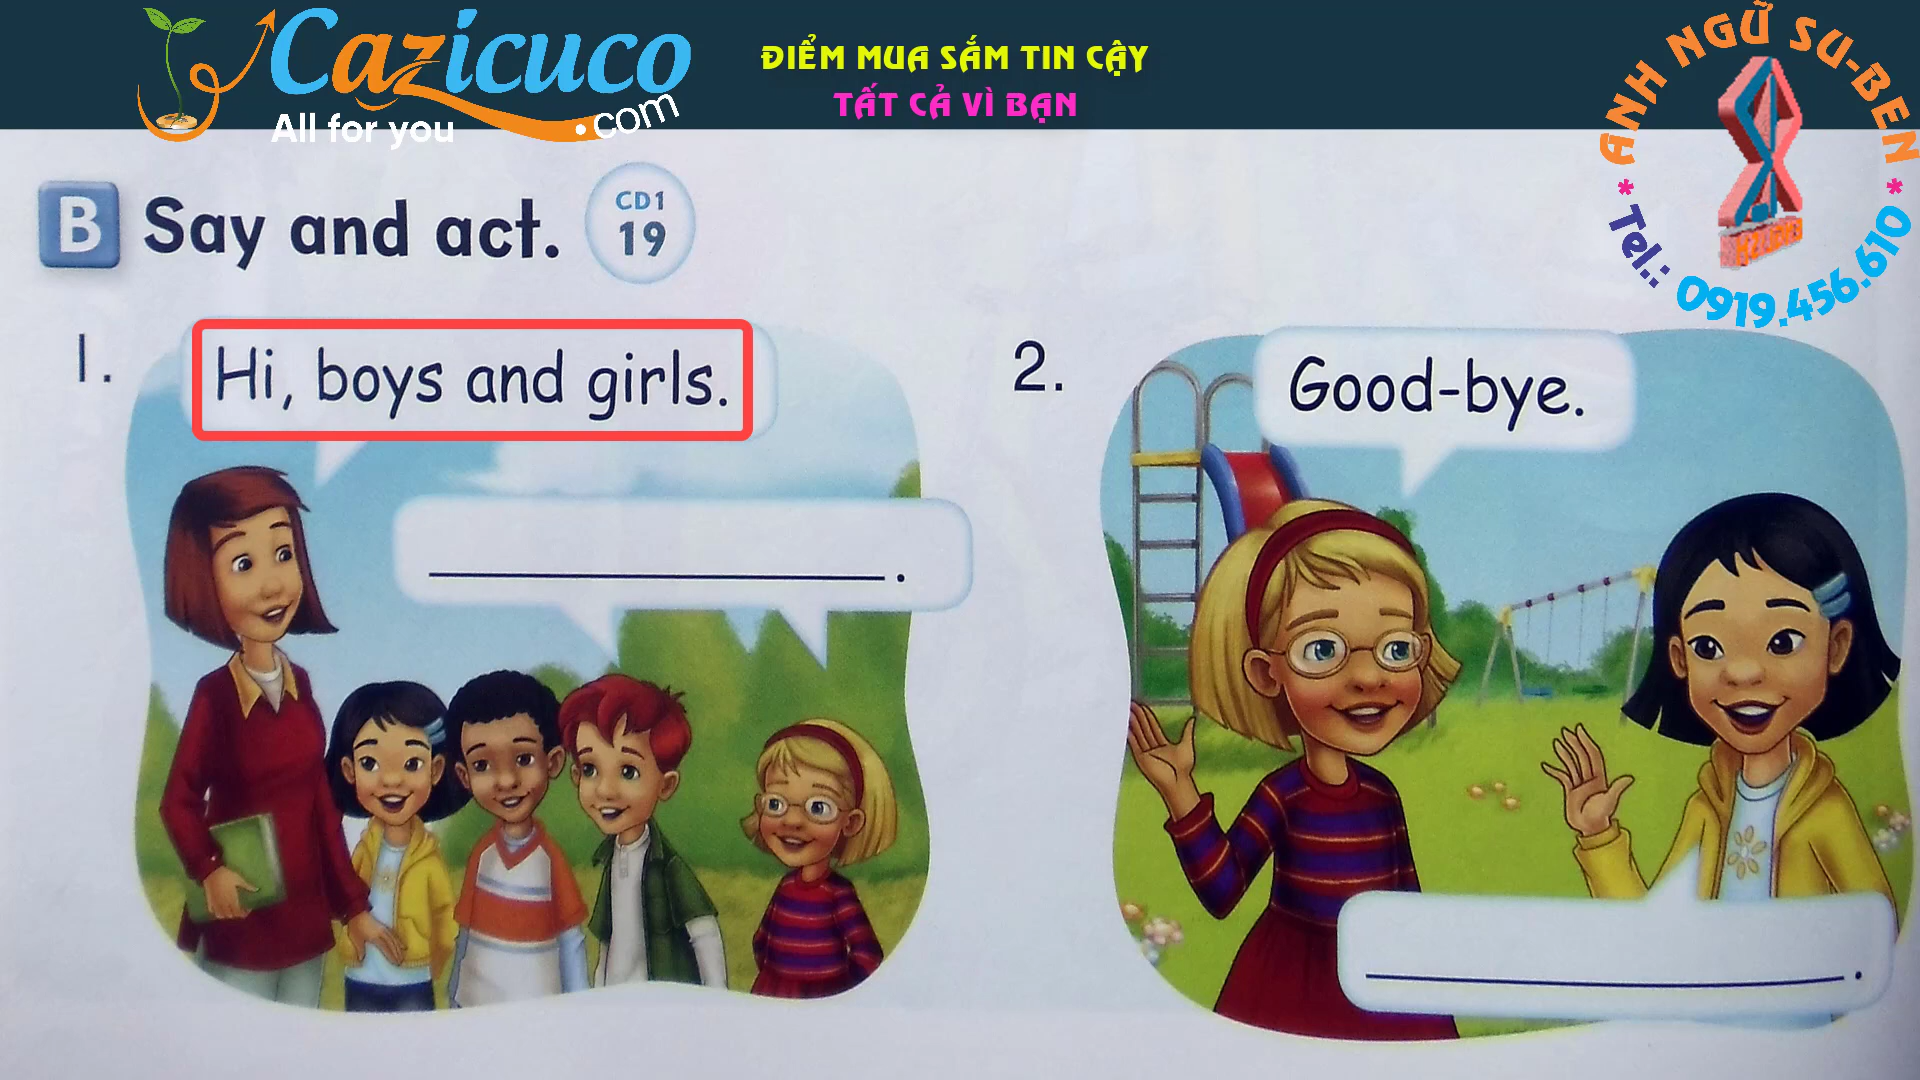 Cazicuco
.com
All for you
ĐIỂM MUA SẮM TIN CẬY
TẤT CẢ VÌ BẠN
ANH NGỮ SU-BEN
* Tel.: 0919.456.610 *
B Say and act. CD1 19
1. Hi, boys and girls.
.
2. Good-bye.
.